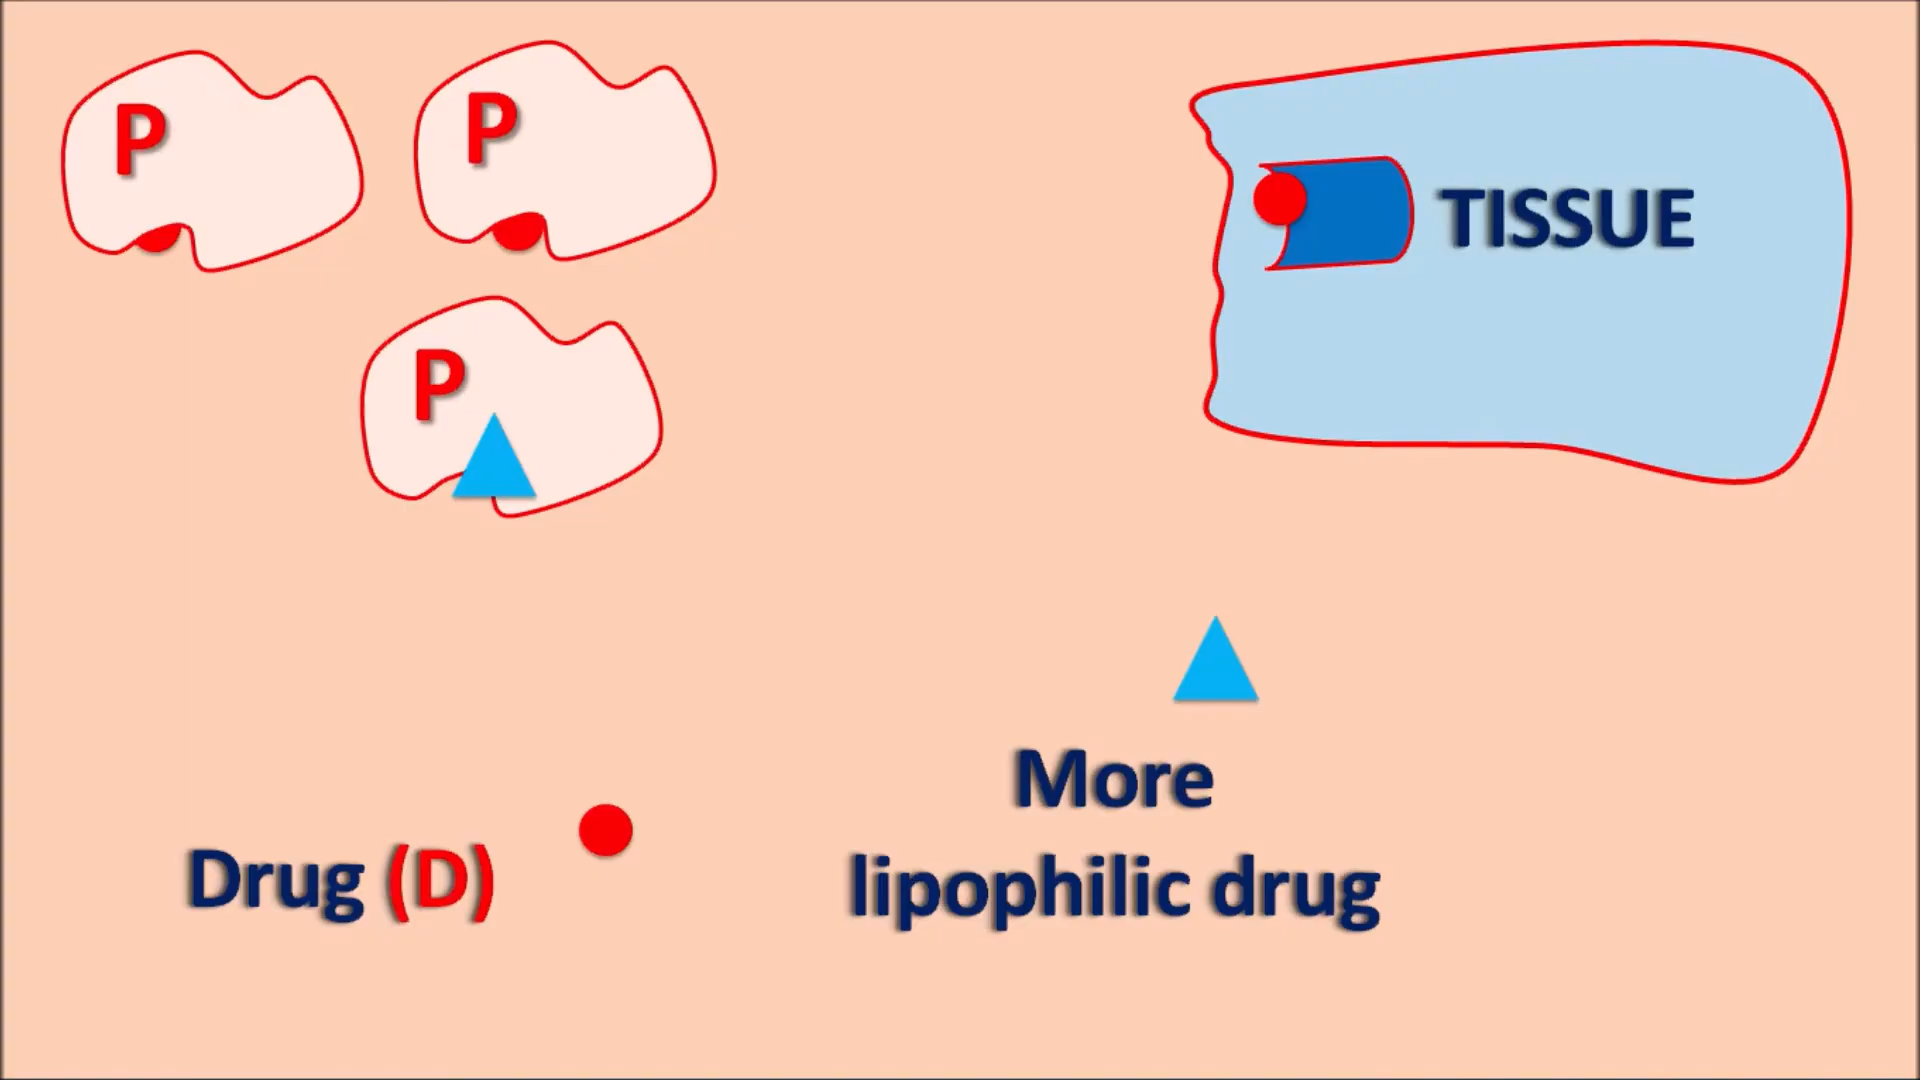 P
P
P
TISSUE
More
lipophilic drug
Drug (D)